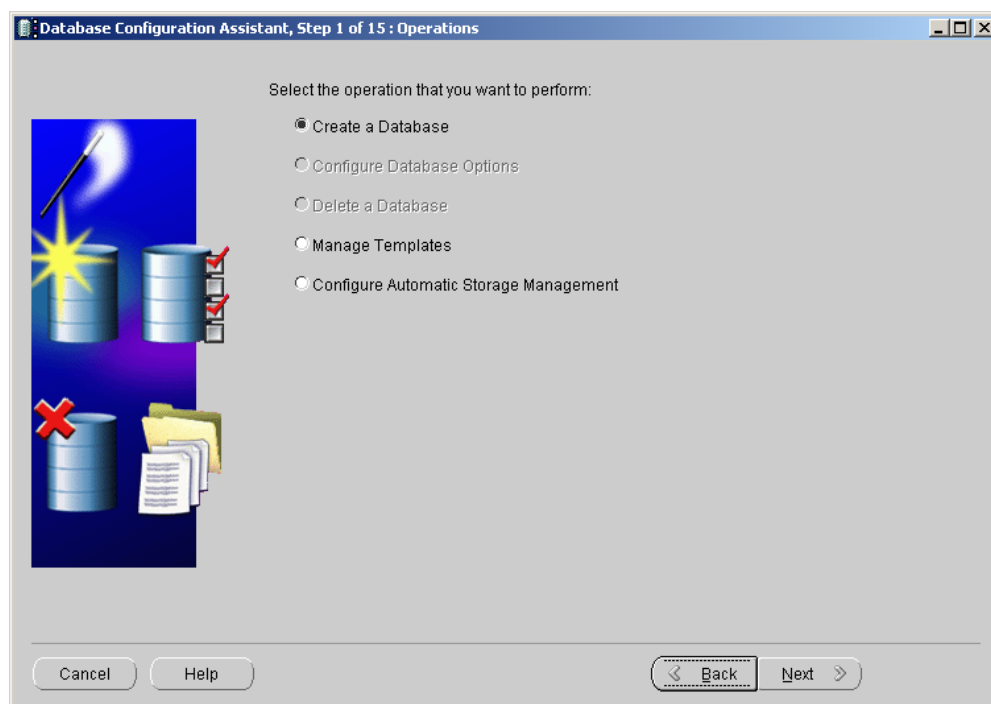 Database Configuration Assistant, Step 1 of 15 : Operations
Select the operation that you want to perform:
Create a Database
Configure Database Options
Delete a Database
Manage Templates
Configure Automatic Storage Management
Cancel
Help
Back
Next